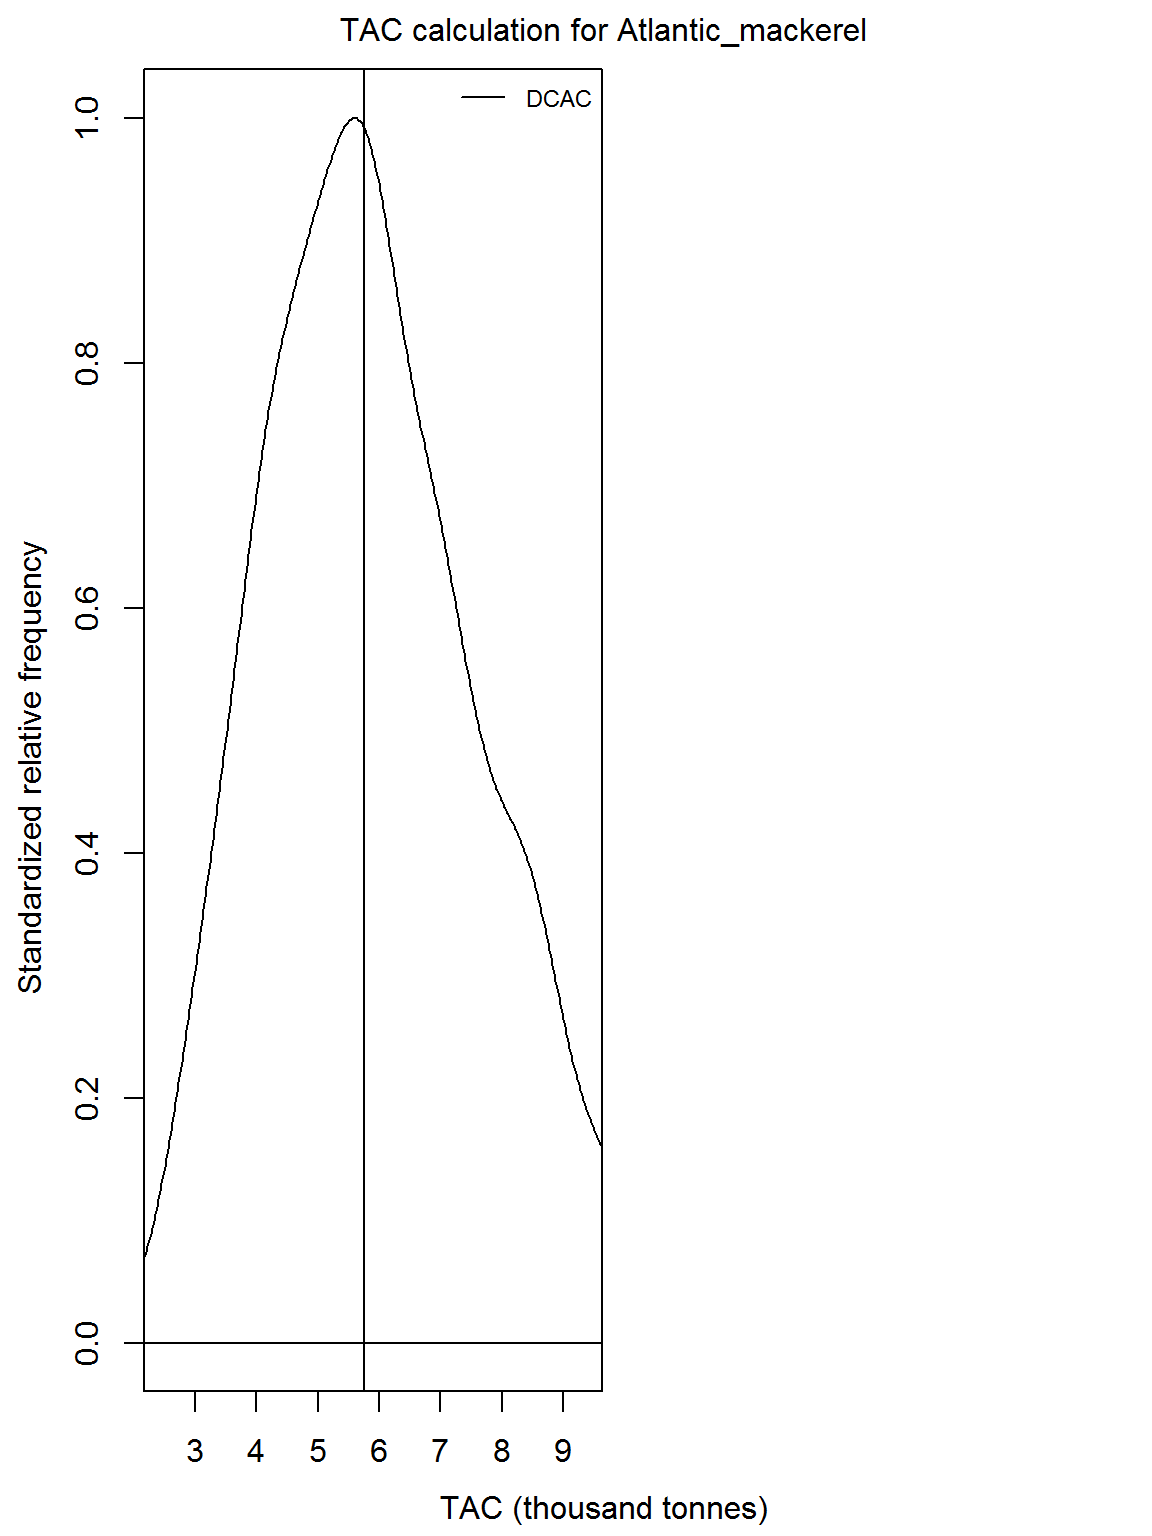 TAC calculation for Atlantic_mackerel
DCAC
Standardized relative frequency
1.0
0.8
0.6
0.4
0.2
0.0
3 4 5 6 7 8 9
TAC (thousand tonnes)